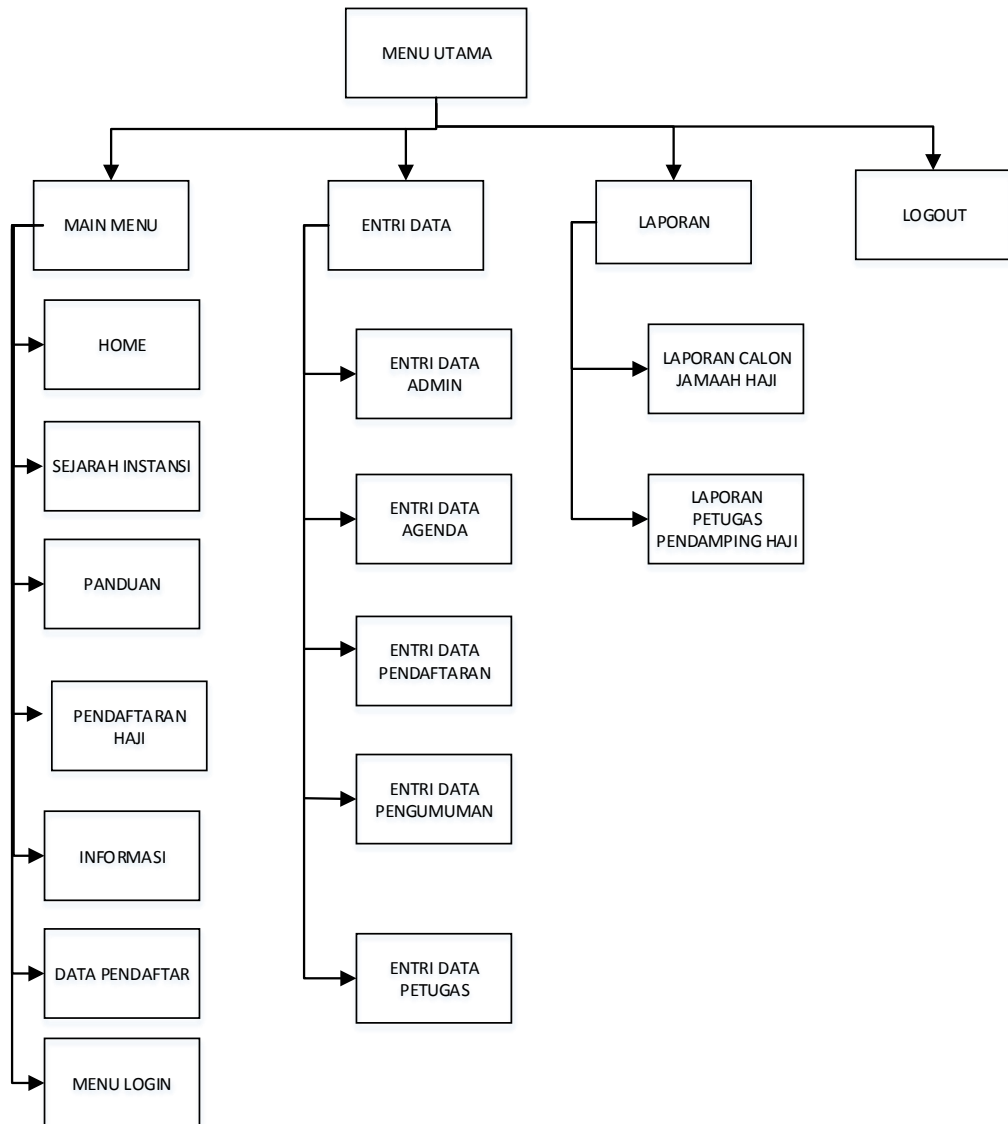 MENU UTAMA
MAIN MENU
ENTRI DATA
LAPORAN
LOGOUT
HOME
SEJARAH INSTANSI
PANDUAN
PENDAFTARAN
HAJI
INFORMASI
DATA PENDAFTAR
MENU LOGIN
ENTRI DATA
ADMIN
ENTRI DATA
AGENDA
ENTRI DATA
PENDAFTARAN
ENTRI DATA
PENGUMUMAN
ENTRI DATA
PETUGAS
LAPORAN CALON
JAMAAH HAJI
LAPORAN
PETUGAS
PENDAMPING HAJI